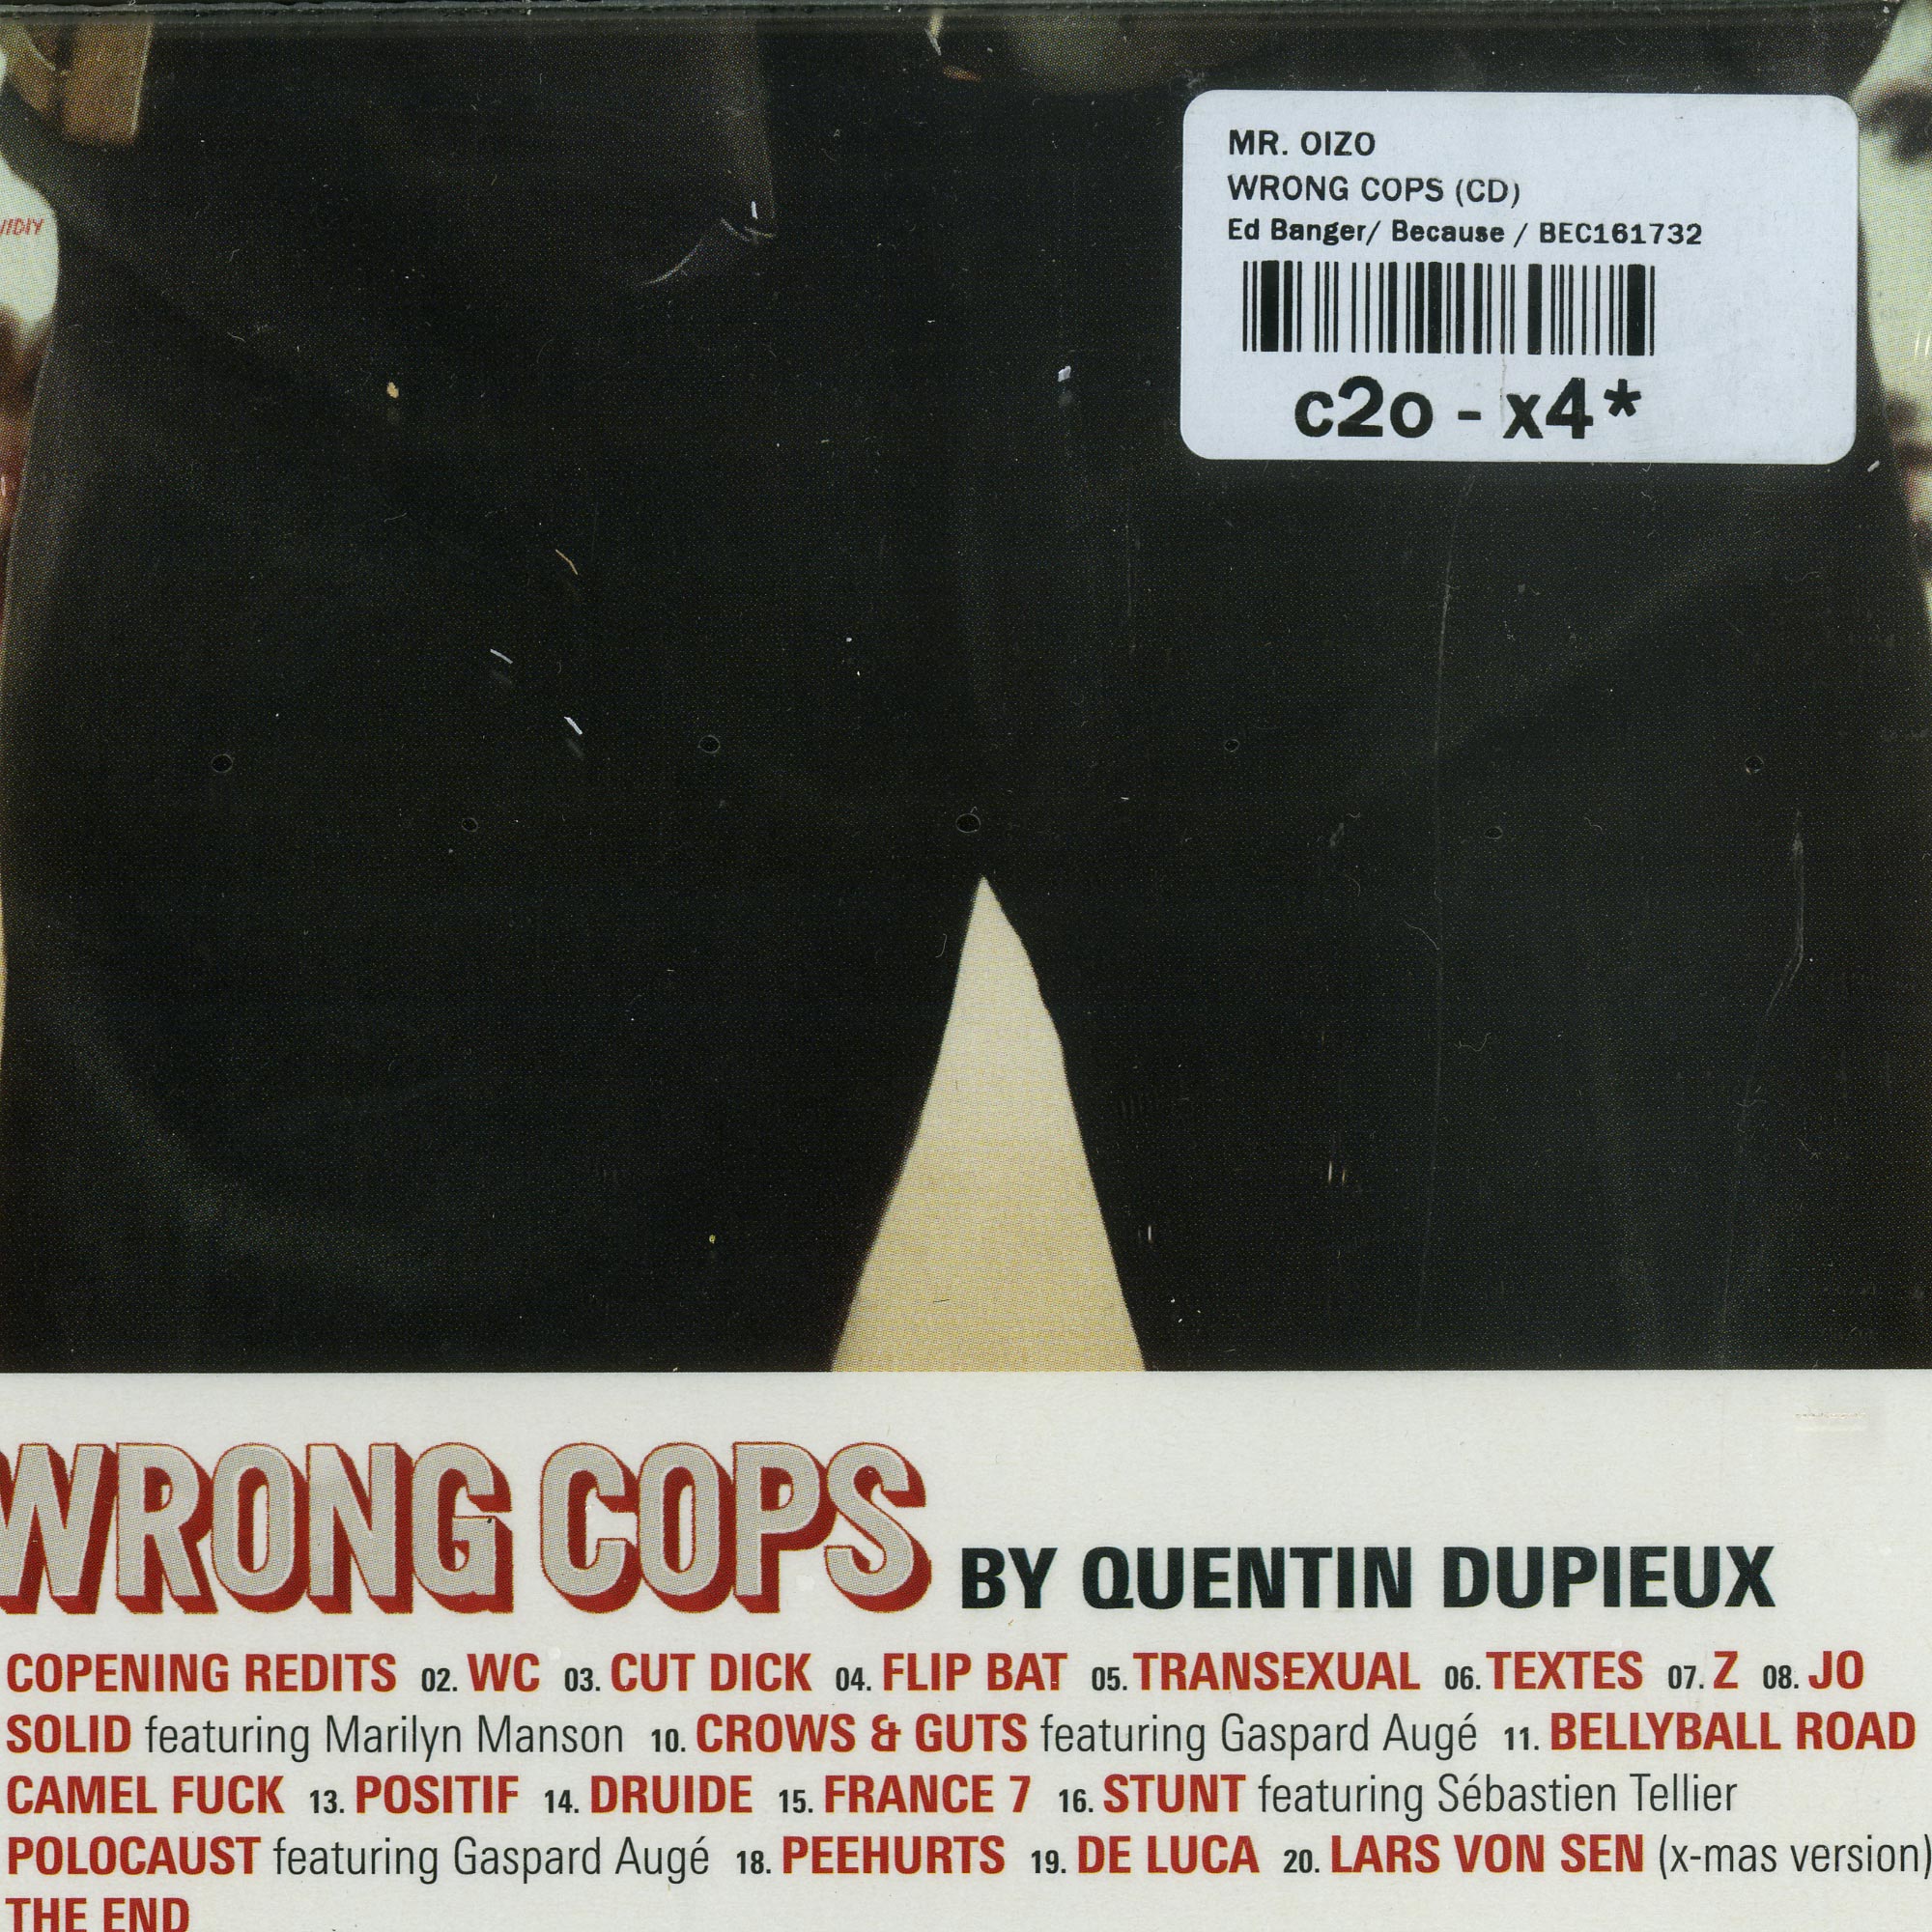 MR. OIZO
WRONG COPS (CD)
Ed Banger/ Because / BEC161732
c2o - x4*
WRONG COPS BY QUENTIN DUPIEUX
COPENING REDITS 02. WC 03. CUT DICK 04. FLIP BAT 05. TRANSEXUAL 06. TEXTES 07. Z 08. JO
SOLID featuring Marilyn Manson 10. CROWS & GUTS featuring Gaspard Augé 11. BELLYBALL ROAD
CAMEL FUCK 13. POSITIF 14. DRUIDE 15. FRANCE 7 16. STUNT featuring Sébastien Tellier
POLOCAUST featuring Gaspard Augé 18. PEEHURTS 19. DE LUCA 20. LARS VON SEN (x-mas version)
THE END